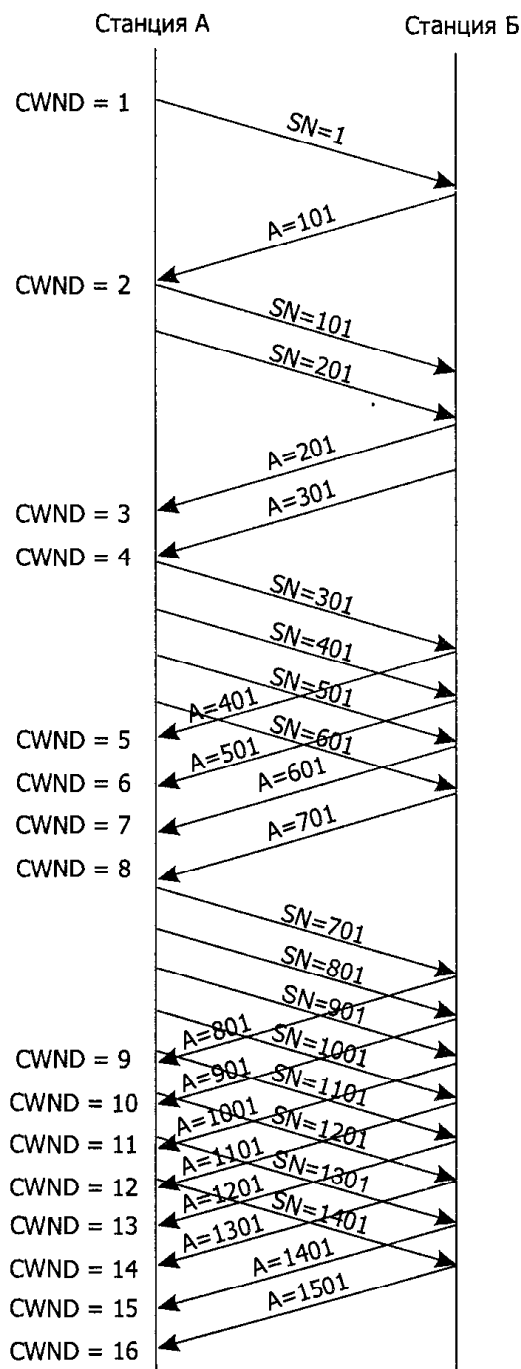 Станция А
Станция Б
CWND = 1
SN=1
A=101
CWND = 2
SN=101
SN=201
A=201
A=301
CWND = 3
CWND = 4
SN=301
SN=401
SN=501
A=401
SN=601
CWND = 5
A=501
A=601
CWND = 6
CWND = 7
A=701
CWND = 8
SN=701
SN=801
SN=901
A=801
SN=1001
CWND = 9
A=901
SN=1101
CWND = 10
A=1001
SN=1201
CWND = 11
A=1101
SN=1301
CWND = 12
A=1201
SN=1401
CWND = 13
A=1301
A=1401
CWND = 14
A=1501
CWND = 15
CWND = 16